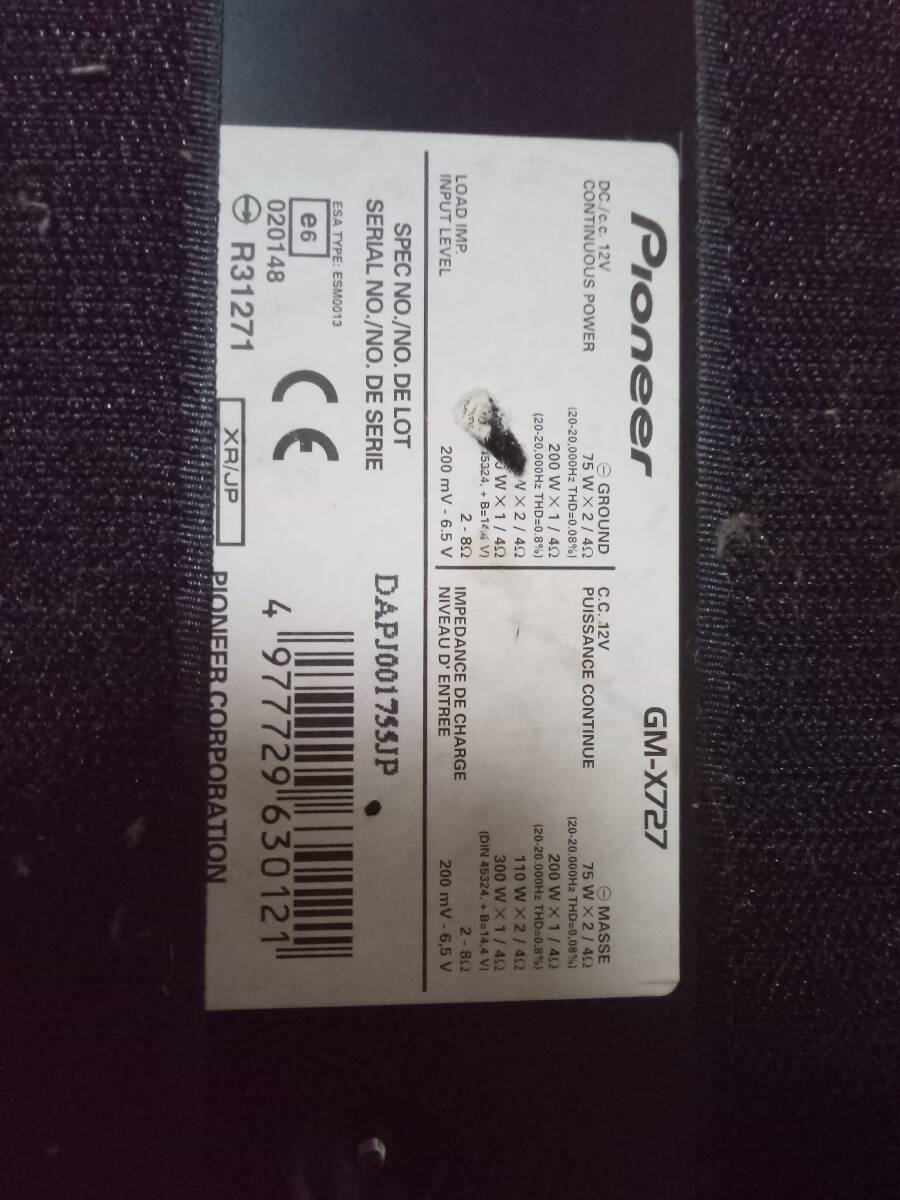 Pioneer GM-X727
DC./c.c. 12V ⊖ GROUND C.C. 12V ⊖ MASSE
CONTINUOUS POWER 75 W × 2 / 4Ω PUISSANCE CONTINUE 75 W × 2 / 4Ω
(20-20,000Hz THD=0.08%) (20-20.000Hz THD=0,08%)
200 W × 1 / 4Ω 200 W × 1 / 4Ω
(20-20,000Hz THD=0.8%) (20-20.000Hz THD=0,8%)
W × 2 / 4Ω 110 W × 2 / 4Ω
W × 1 / 4Ω 300 W × 1 / 4Ω
45324, + B=14.4 V) (DIN 45324, + B=14.4 V)
LOAD IMP. 2 - 8Ω IMPEDANCE DE CHARGE 2 - 8Ω
INPUT LEVEL 200 mV - 6.5 V NIVEAU D' ENTREE 200 mV - 6,5 V
SPEC NO./NO. DE LOT
SERIAL NO./NO. DE SERIE DAPJ001755JP
ESA TYPE: ESM0013
e6
020148 CE
4 977729 630121
R31271 XR/JP
PIONEER CORPORATION